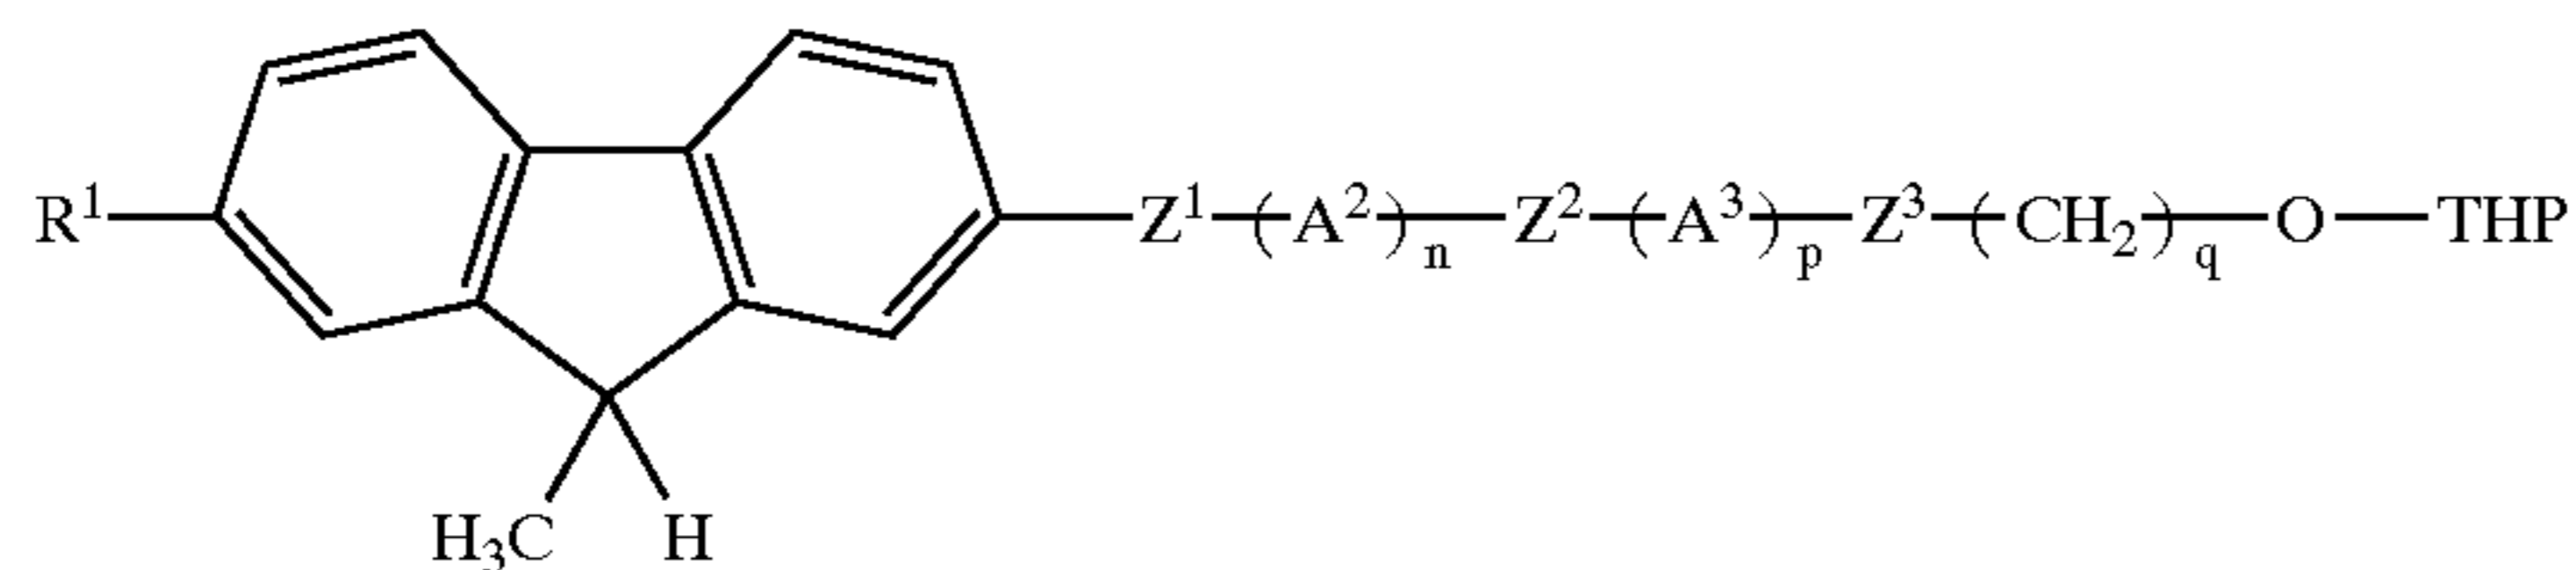 R¹—Z¹—(A²)ₙ—Z²—(A³)ₚ—Z³—(CH₂)q—O—THP
H₃C H